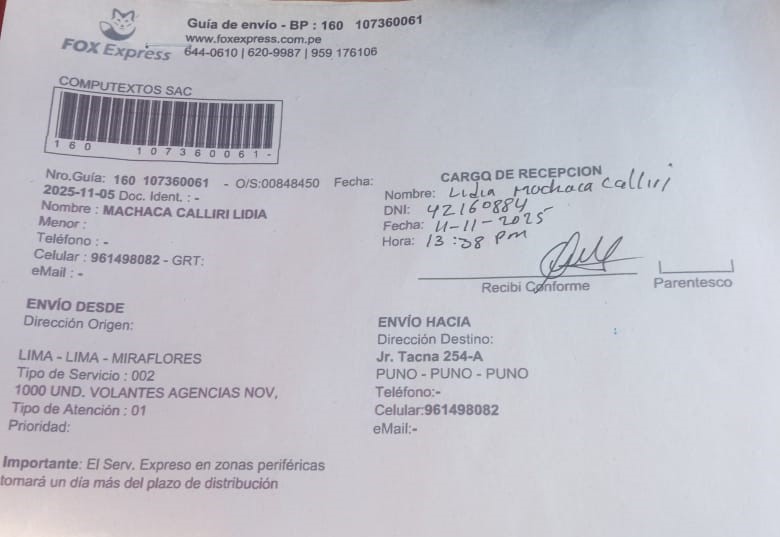 FOX Express
Guía de envío - BP : 160 107360061
www.foxexpress.com.pe
644-0610 | 620-9987 | 959 176106
COMPUTEXTOS SAC
160 107360061-
Nro.Guía: 160 107360061 - O/S:00848450 Fecha:
2025-11-05 Doc. Ident. : -
Nombre : MACHACA CALLIRI LIDIA
Menor :
Teléfono : -
Celular : 961498082 - GRT:
eMail : -
CARGO DE RECEPCION
Nombre: Lidia Machaca Calliri
DNI: 42160884
Fecha: 11-11-2025
Hora: 13:38 pm
Recibi Conforme
Parentesco
ENVÍO DESDE
Dirección Origen:
LIMA - LIMA - MIRAFLORES
Tipo de Servicio : 002
1000 UND. VOLANTES AGENCIAS NOV,
Tipo de Atención : 01
Prioridad:
ENVÍO HACIA
Dirección Destino:
Jr. Tacna 254-A
PUNO - PUNO - PUNO
Teléfono:-
Celular:961498082
eMail:-
Importante: El Serv. Expreso en zonas periféricas
tomará un día más del plazo de distribución